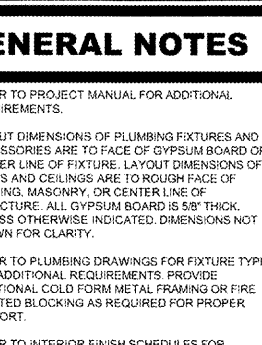 ENERAL NOTES
R TO PROJECT MANUAL FOR ADDITIONAL
IREMENTS.
UT DIMENSIONS OF PLUMBING FIXTURES AND
SSORIES ARE TO FACE OF GYPSUM BOARD OR
ER LINE OF FIXTURE. LAYOUT DIMENSIONS OF
S AND CEILINGS ARE TO ROUGH FACE OF
ING, MASONRY, OR CENTER LINE OF
CTURE. ALL GYPSUM BOARD IS 5/8" THICK.
SS OTHERWISE INDICATED. DIMENSIONS NOT
WN FOR CLARITY.
R TO PLUMBING DRAWINGS FOR FIXTURE TYPE
ADDITIONAL REQUIREMENTS. PROVIDE
TIONAL COLD FORM METAL FRAMING OR FIRE
TED BLOCKING AS REQUIRED FOR PROPER
ORT.
R TO INTERIOR FINISH SCHEDULES FOR